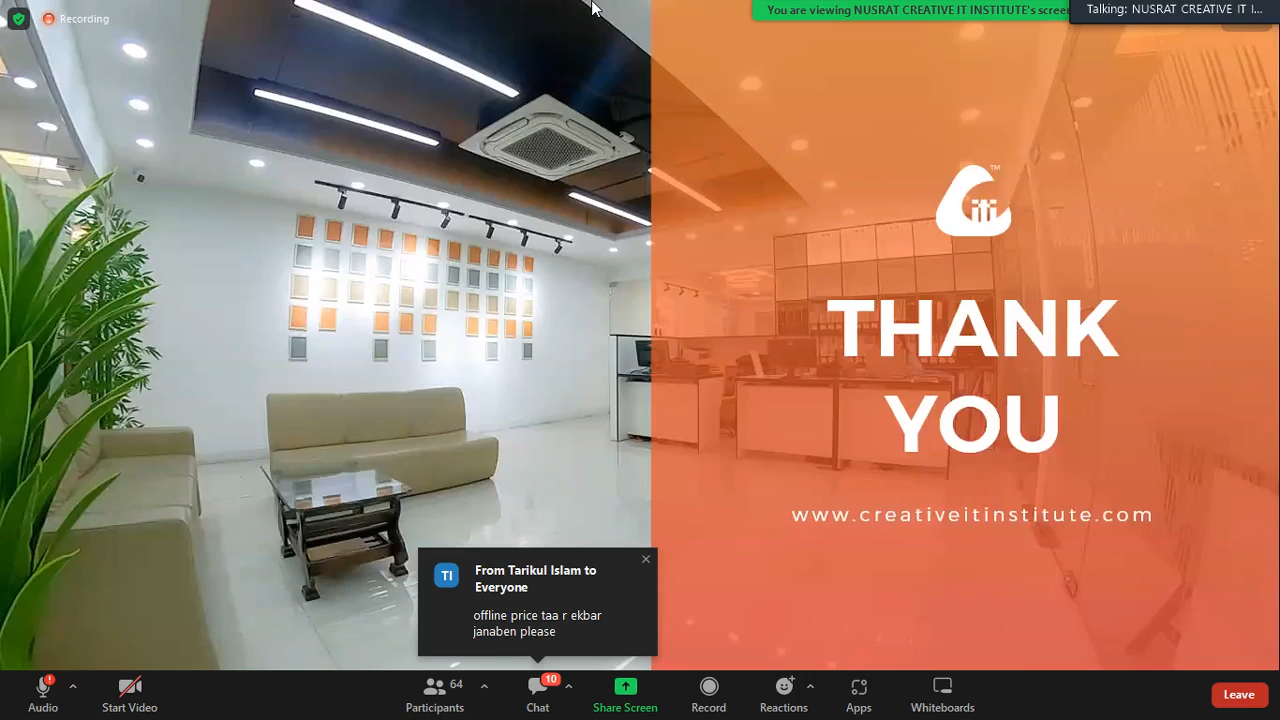 Recording
You are viewing NUSRAT CREATIVE IT INSTITUTE's screen
Talking: NUSRAT CREATIVE IT I...
iti
TM
THANK
YOU
www.creativeitinstitute.com
TI
From Tarikul Islam to
Everyone
offline price taa r ekbar
janaben please
Audio
Start Video
64
Participants
10
Chat
Share Screen
Record
Reactions
Apps
Whiteboards
Leave